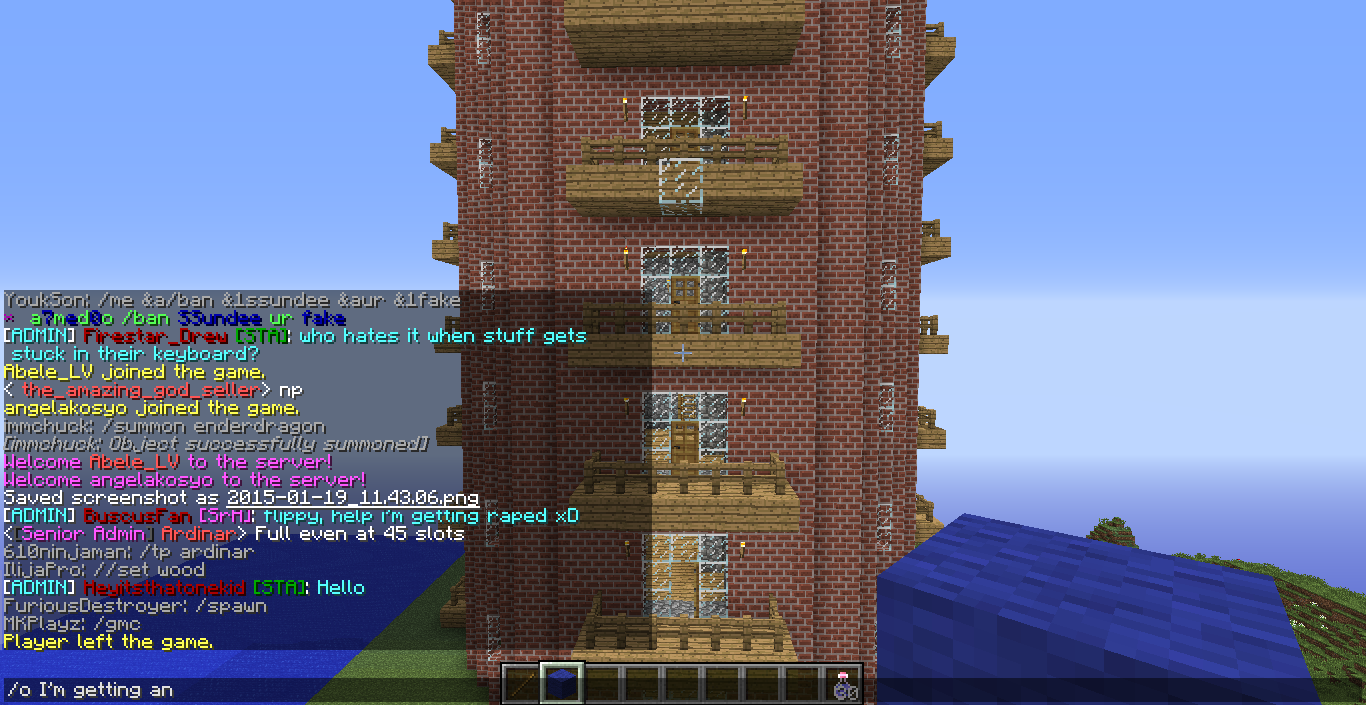 Youk5on: /me &a/ban &1ssundee &aur &1fake
/ban SSundee ur fake
[ADMIN] Firestar_Drew [STA]: who hates it when stuff gets
stuck in their keyboard?
Abele_LV joined the game.
< the_amazing_god_seller> np
angelakosyo joined the game.
immchuck: /summon enderdragon
[immchuck: Object successfully summoned]
Welcome Abele_LV to the server!
Welcome angelakosyo to the server!
Saved screenshot as 2015-01-19_11.43.06.png
[ADMIN] BuscusFan [SrA]: flippy, help i'm getting raped xD
<[Senior Admin] Ardinar> Full even at 45 slots
610ninjaman: /tp ardinar
IlijaPro: //set wood
[ADMIN] Heyitsthatonekid [STA]: Hello
FuriousDestroyer: /spawn
MKPlayz: /gmc
Player left the game.
/o I'm getting an